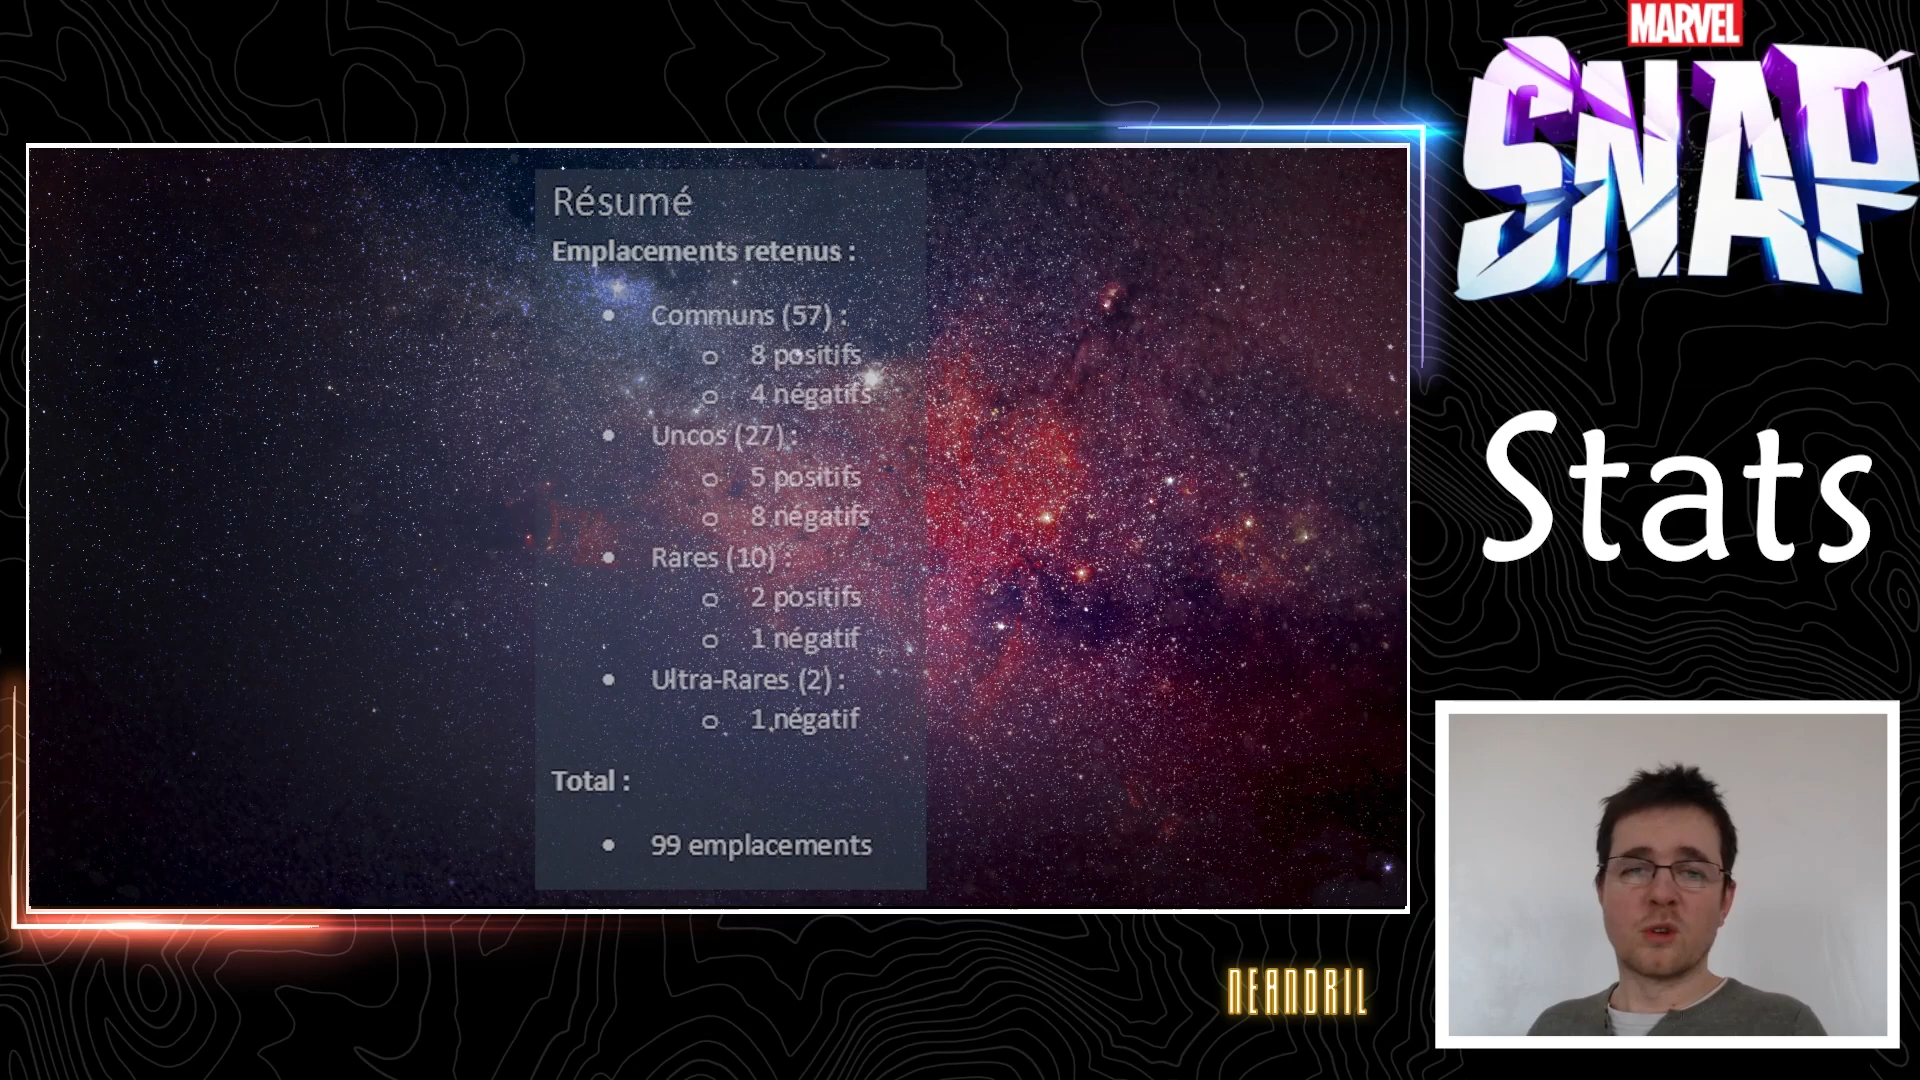 MARVEL
SNAP
Résumé
Emplacements retenus :
Communs (57) :
8 positifs
4 négatifs
Uncos (27) :
5 positifs
8 négatifs
Rares (10) :
2 positifs
1 négatif
Ultra-Rares (2) :
1 négatif
Total :
99 emplacements
Stats
NEANDRIL